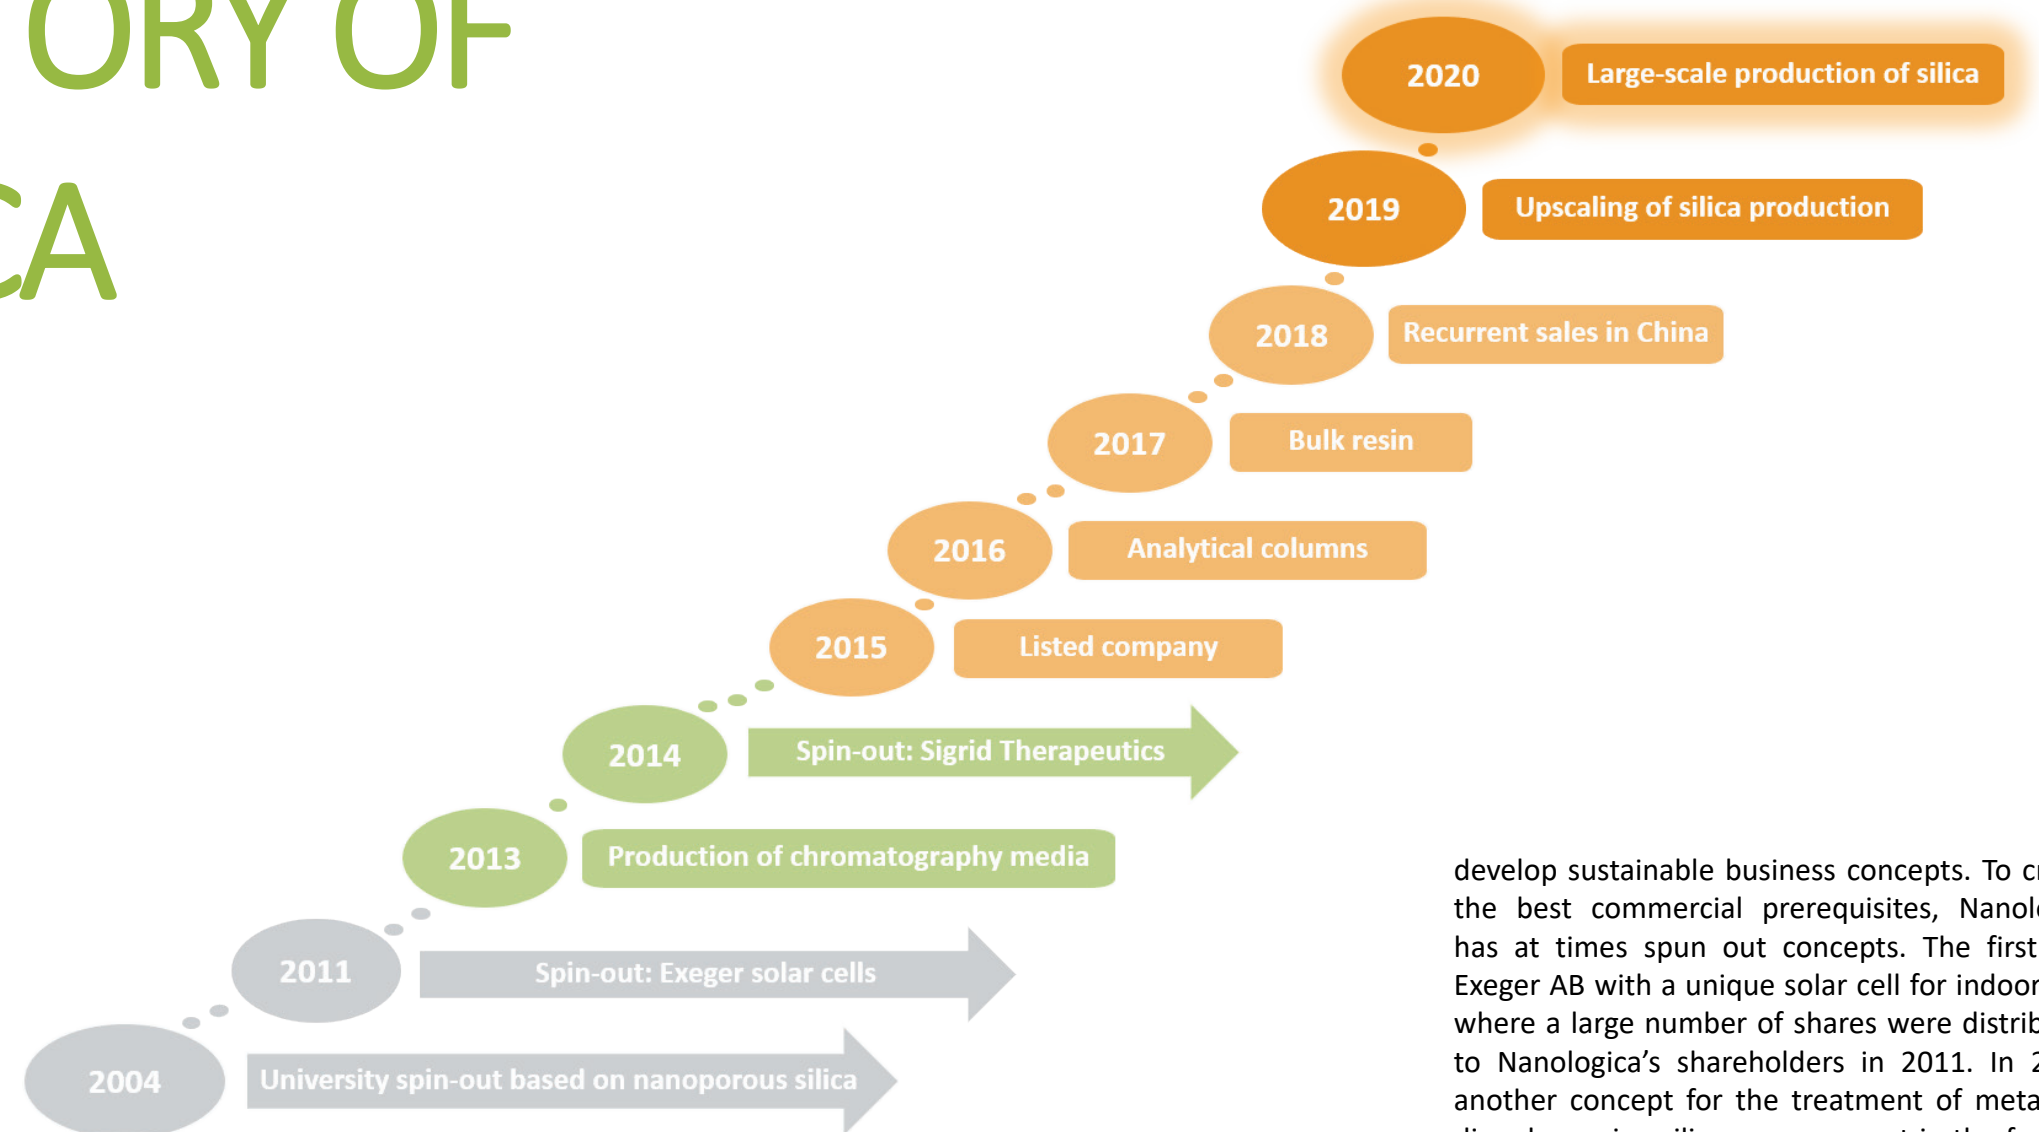 ORY OF
CA
2020 Large-scale production of silica
2019 Upscaling of silica production
2018 Recurrent sales in China
2017 Bulk resin
2016 Analytical columns
2015 Listed company
2014 Spin-out: Sigrid Therapeutics
2013 Production of chromatography media
2011 Spin-out: Exeger solar cells
2004 University spin-out based on nanoporous silica
develop sustainable business concepts. To
the best commercial prerequisites,
has at times spun out concepts. The first
Exeger AB with a unique solar cell for indoor
where a large number of shares were
to Nanologica's shareholders in 2011. In
another concept for the treatment of